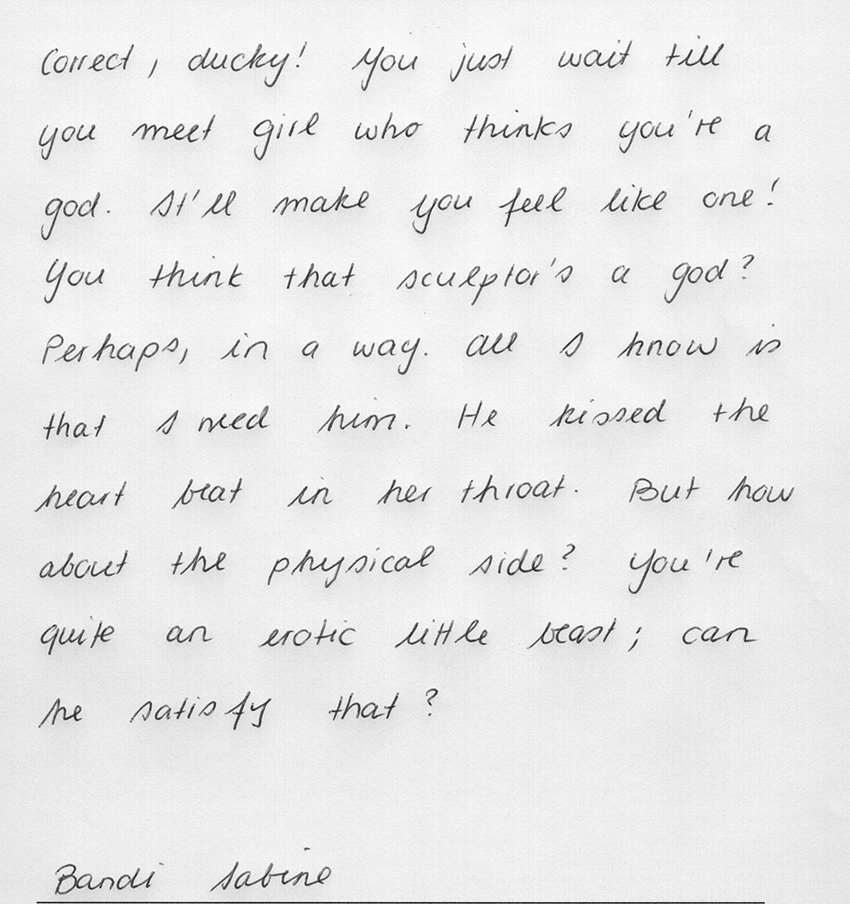 Correct, ducky! You just wait till
you meet girl who thinks you're a
god. It'll make you feel like one!
You think that sculptor's a god?
Perhaps, in a way. All I know is
that I need him. He kissed the
heart beat in her throat. But how
about the physical side? You're
quite an erotic little beast; can
he satisfy that?
Bandi Sabine